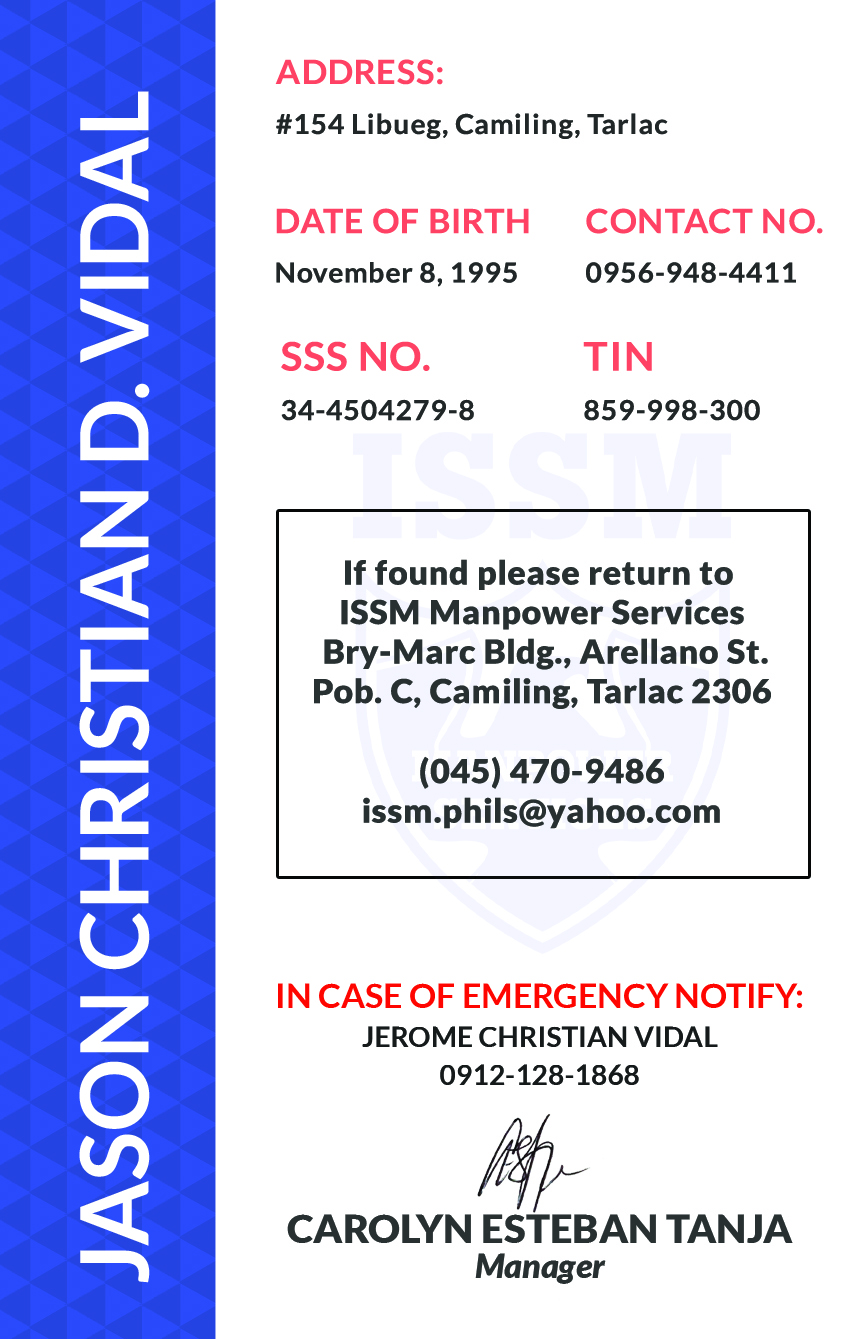 JASON CHRISTIAN D. VIDAL
ADDRESS:
#154 Libueg, Camiling, Tarlac
DATE OF BIRTH CONTACT NO.
November 8, 1995 0956-948-4411
SSS NO. TIN
34-4504279-8 859-998-300
ISSM
If found please return to
ISSM Manpower Services
Bry-Marc Bldg., Arellano St.
Pob. C, Camiling, Tarlac 2306
(045) 470-9486
issm.phils@yahoo.com
MANPOWER
SERVICES
IN CASE OF EMERGENCY NOTIFY:
JEROME CHRISTIAN VIDAL
0912-128-1868
CAROLYN ESTEBAN TANJA
Manager